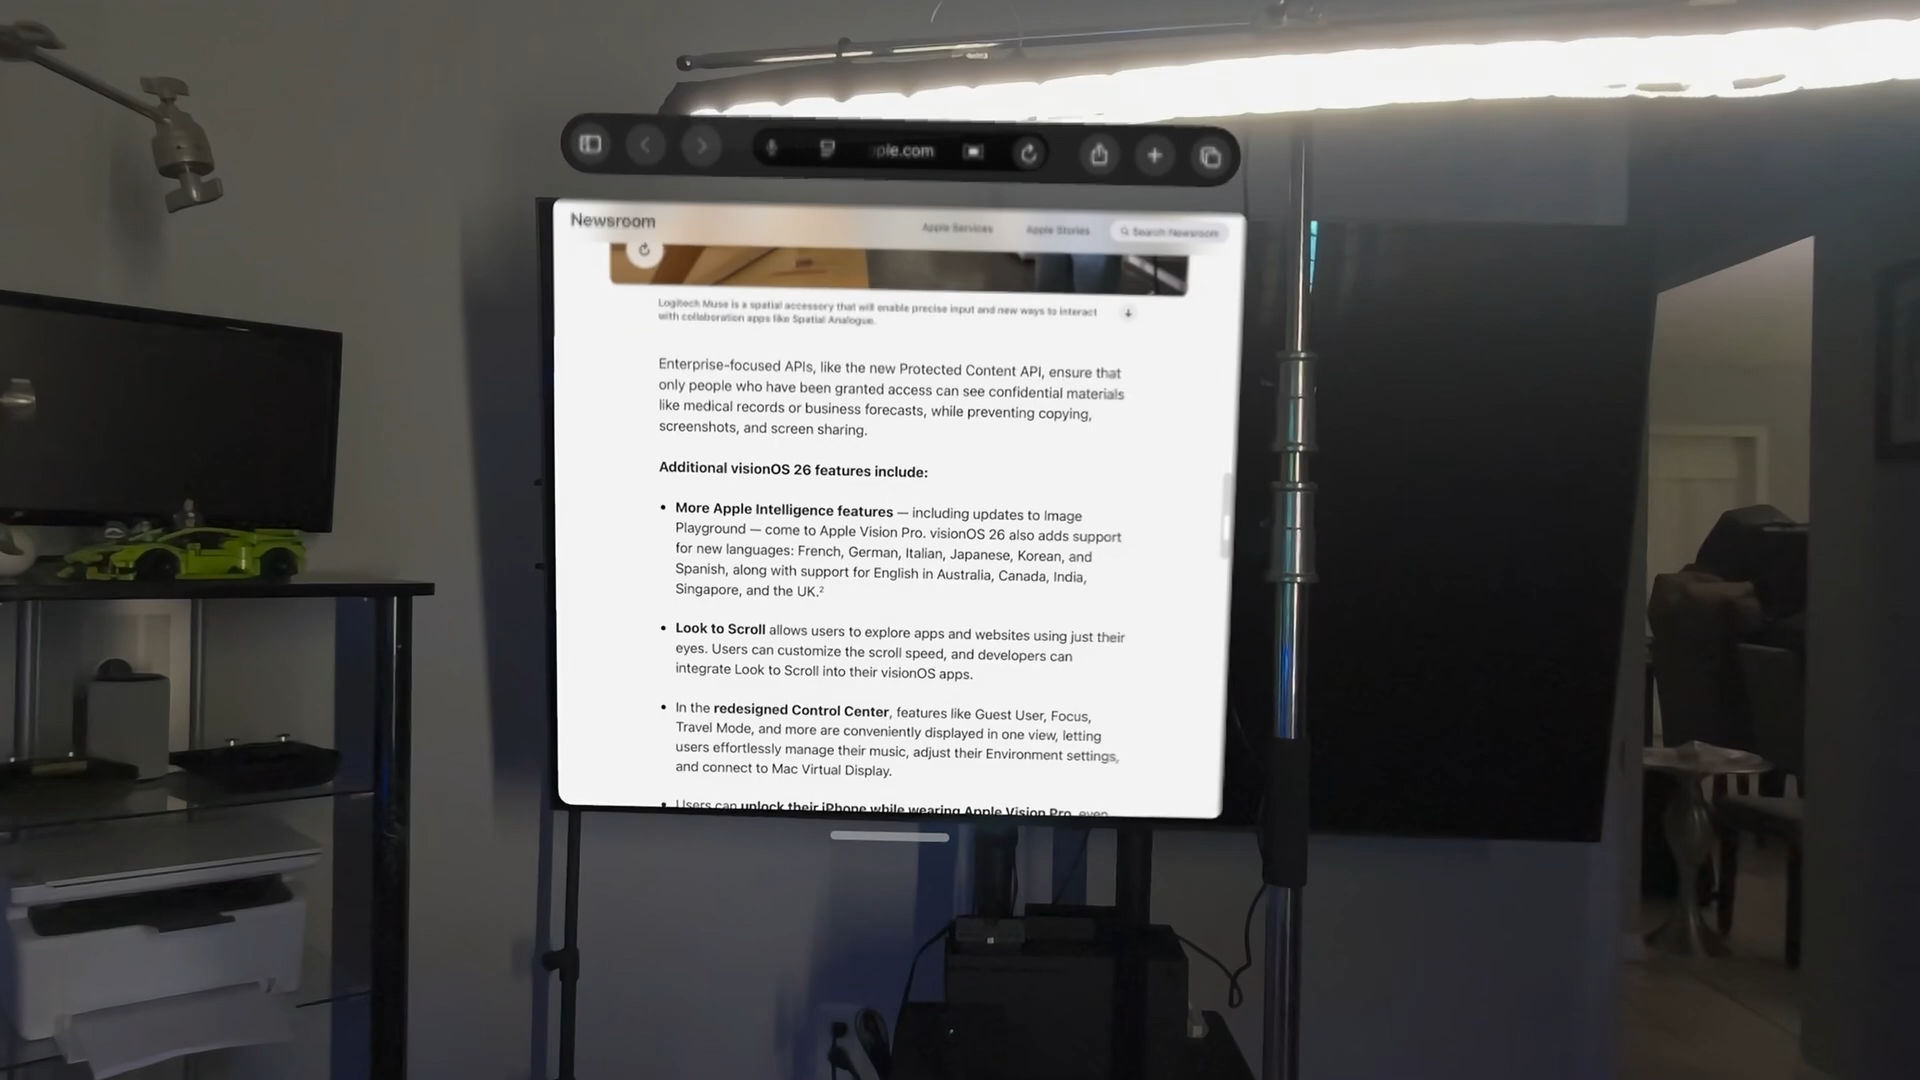 ple.com
Newsroom
Apple Services
Apple Stories
Search Newsroom
Logitech Muse is a spatial accessory that will enable precise input and new ways to interact
with collaboration apps like Spatial Analogue.
Enterprise-focused APIs, like the new Protected Content API, ensure that
only people who have been granted access can see confidential materials
like medical records or business forecasts, while preventing copying,
screenshots, and screen sharing.
Additional visionOS 26 features include:
• More Apple Intelligence features — including updates to Image
Playground — come to Apple Vision Pro. visionOS 26 also adds support
for new languages: French, German, Italian, Japanese, Korean, and
Spanish, along with support for English in Australia, Canada, India,
Singapore, and the UK.²
• Look to Scroll allows users to explore apps and websites using just their
eyes. Users can customize the scroll speed, and developers can
integrate Look to Scroll into their visionOS apps.
• In the redesigned Control Center, features like Guest User, Focus,
Travel Mode, and more are conveniently displayed in one view, letting
users effortlessly manage their music, adjust their Environment settings,
and connect to Mac Virtual Display.
• Users can unlock their iPhone while wearing Apple Vision Pro, even